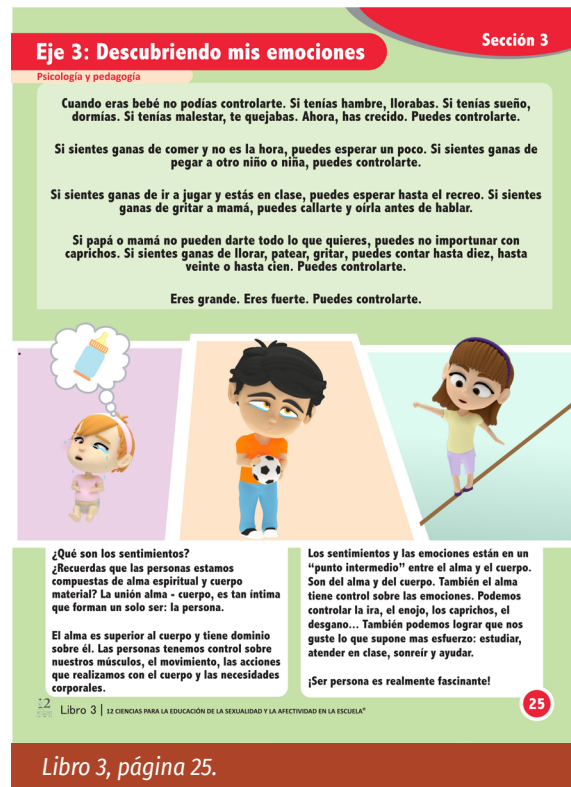 Sección 3
Eje 3: Descubriendo mis emociones
Psicología y pedagogía
Cuando eras bebé no podías controlarte. Si tenías hambre, llorabas. Si tenías sueño,
dormías. Si tenías malestar, te quejabas. Ahora, has crecido. Puedes controlarte.
Si sientes ganas de comer y no es la hora, puedes esperar un poco. Si sientes ganas de
pegar a otro niño o niña, puedes controlarte.
Si sientes ganas de ir a jugar y estás en clase, puedes esperar hasta el recreo. Si sientes
ganas de gritar a mamá, puedes callarte y oírla antes de hablar.
Si papá o mamá no pueden darte todo lo que quieres, puedes no importunar con
caprichos. Si sientes ganas de llorar, patear, gritar, puedes contar hasta diez, hasta
veinte o hasta cien. Puedes controlarte.
Eres grande. Eres fuerte. Puedes controlarte.
¿Qué son los sentimientos?
¿Recuerdas que las personas estamos
compuestas de alma espiritual y cuerpo
material? La unión alma - cuerpo, es tan íntima
que forman un solo ser: la persona.
El alma es superior al cuerpo y tiene dominio
sobre él. Las personas tenemos control sobre
nuestros músculos, el movimiento, las acciones
que realizamos con el cuerpo y las necesidades
corporales.
Los sentimientos y las emociones están en un
“punto intermedio” entre el alma y el cuerpo.
Son del alma y del cuerpo. También el alma
tiene control sobre las emociones. Podemos
controlar la ira, el enojo, los caprichos, el
desgano... También podemos lograr que nos
guste lo que supone mas esfuerzo: estudiar,
atender en clase, sonreír y ayudar.
¡Ser persona es realmente fascinante!
12
Libro 3 | 12 CIENCIAS PARA LA EDUCACIÓN DE LA SEXUALIDAD Y LA AFECTIVIDAD EN LA ESCUELA®
25
Libro 3, página 25.